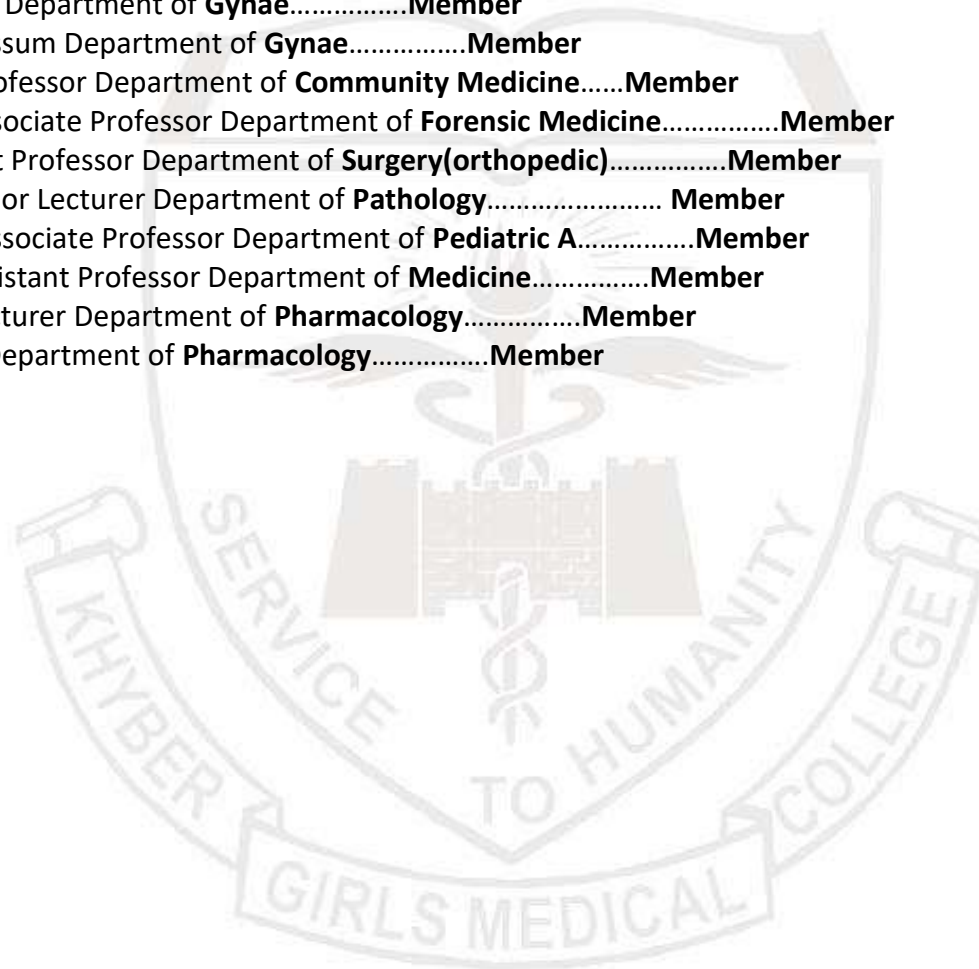 Department of Gynae…………….Member
ssum Department of Gynae…………….Member
ofessor Department of Community Medicine……Member
sociate Professor Department of Forensic Medicine…………….Member
t Professor Department of Surgery(orthopedic)…………….Member
or Lecturer Department of Pathology…………………… Member
ssociate Professor Department of Pediatric A…………….Member
istant Professor Department of Medicine…………….Member
turer Department of Pharmacology…………….Member
Department of Pharmacology…………….Member
SERVICE TO HUMANITY
KHYBER GIRLS MEDICAL COLLEGE